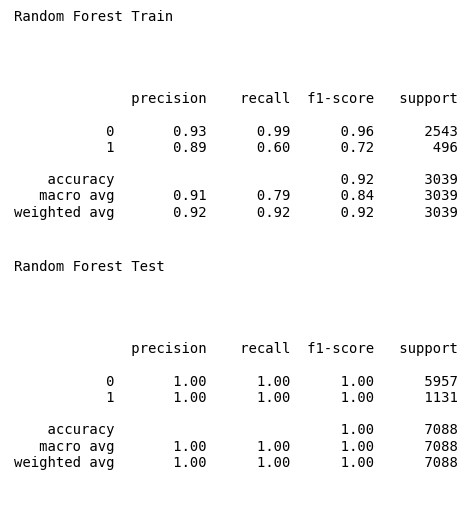 Random Forest Train
precision recall f1-score support
0 0.93 0.99 0.96 2543
1 0.89 0.60 0.72 496
accuracy 0.92 3039
macro avg 0.91 0.79 0.84 3039
weighted avg 0.92 0.92 0.92 3039
Random Forest Test
precision recall f1-score support
0 1.00 1.00 1.00 5957
1 1.00 1.00 1.00 1131
accuracy 1.00 7088
macro avg 1.00 1.00 1.00 7088
weighted avg 1.00 1.00 1.00 7088